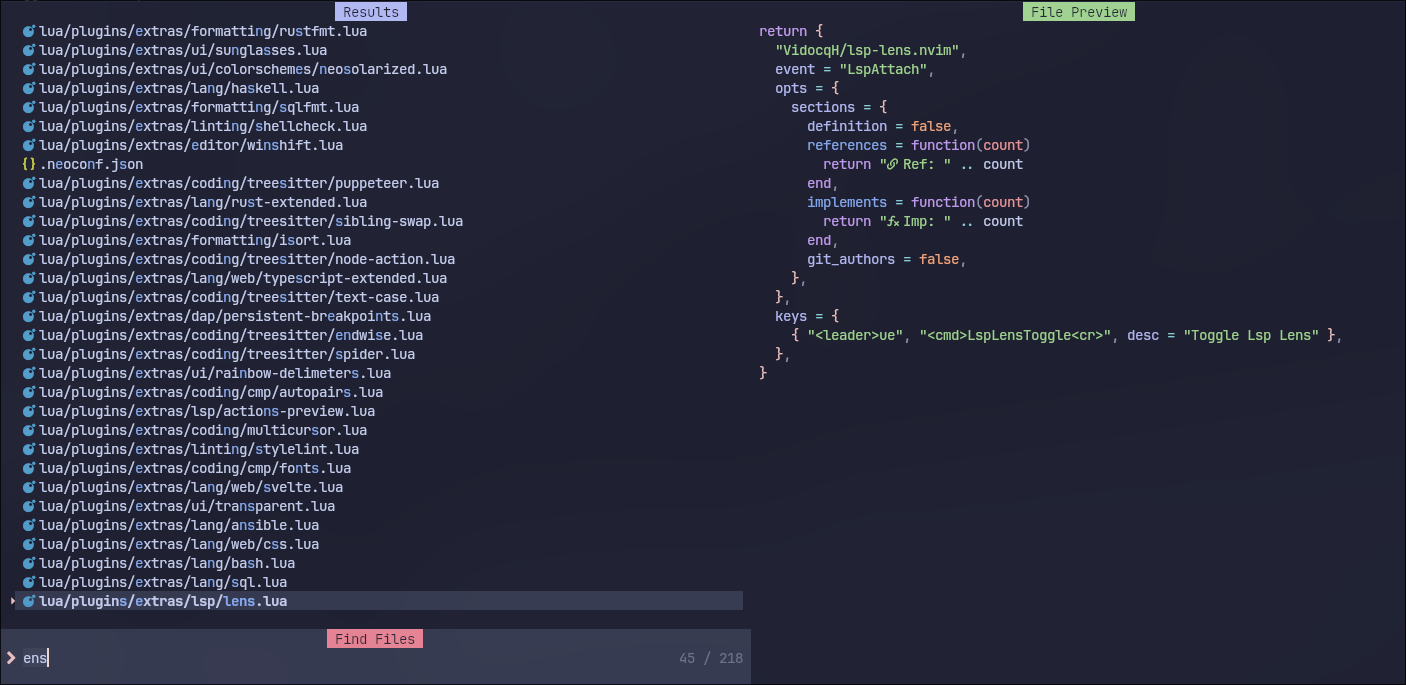 Results
lua/plugins/extras/formatting/rustfmt.lua
lua/plugins/extras/ui/sunglasses.lua
lua/plugins/extras/ui/colorschemes/neosolarized.lua
lua/plugins/extras/lang/haskell.lua
lua/plugins/extras/formatting/sqlfmt.lua
lua/plugins/extras/linting/shellcheck.lua
lua/plugins/extras/editor/winshift.lua
{} .neoconf.json
lua/plugins/extras/coding/treesitter/puppeteer.lua
lua/plugins/extras/lang/rust-extended.lua
lua/plugins/extras/coding/treesitter/sibling-swap.lua
lua/plugins/extras/formatting/isort.lua
lua/plugins/extras/coding/treesitter/node-action.lua
lua/plugins/extras/lang/web/typescript-extended.lua
lua/plugins/extras/coding/treesitter/text-case.lua
lua/plugins/extras/dap/persistent-breakpoints.lua
lua/plugins/extras/coding/treesitter/endwise.lua
lua/plugins/extras/coding/treesitter/spider.lua
lua/plugins/extras/ui/rainbow-delimeters.lua
lua/plugins/extras/coding/cmp/autopairs.lua
lua/plugins/extras/lsp/actions-preview.lua
lua/plugins/extras/coding/multicursor.lua
lua/plugins/extras/linting/stylelint.lua
lua/plugins/extras/coding/cmp/fonts.lua
lua/plugins/extras/lang/web/svelte.lua
lua/plugins/extras/ui/transparent.lua
lua/plugins/extras/lang/ansible.lua
lua/plugins/extras/lang/web/css.lua
lua/plugins/extras/lang/bash.lua
lua/plugins/extras/lang/sql.lua
lua/plugins/extras/lsp/lens.lua
Find Files
ens
45 / 218
File Preview
return {
  "VidocqH/lsp-lens.nvim",
  event = "LspAttach",
  opts = {
    sections = {
      definition = false,
      references = function(count)
        return "Ref: " .. count
      end,
      implements = function(count)
        return "fx Imp: " .. count
      end,
      git_authors = false,
    },
  },
  keys = {
    { "<leader>ue", "<cmd>LspLensToggle<cr>", desc = "Toggle Lsp Lens" },
  },
}